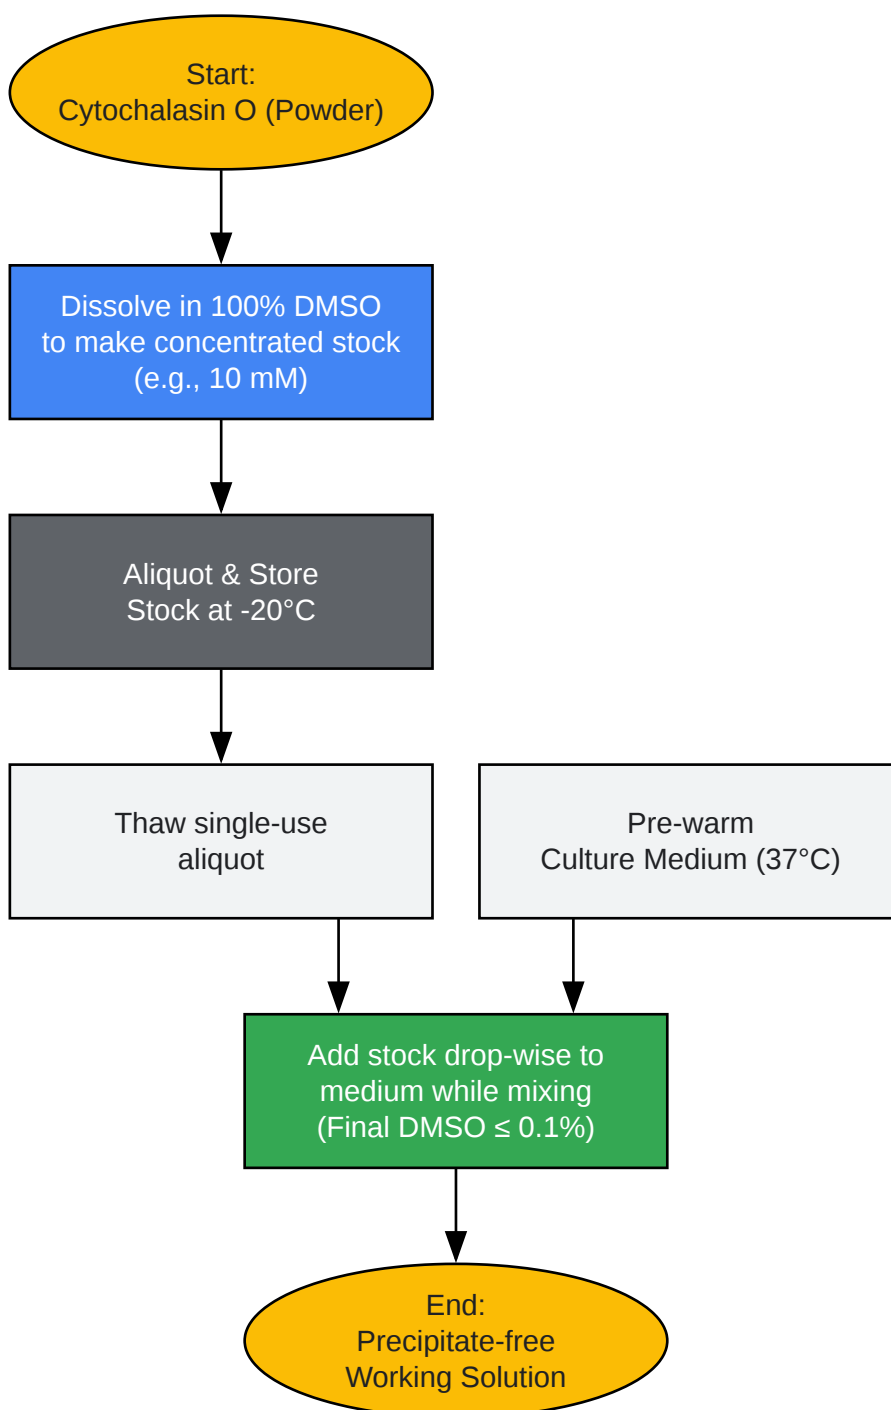 Start:
Cytochalasin O (Powder)
Dissolve in 100% DMSO
to make concentrated stock
(e.g., 10 mM)
Aliquot & Store
Stock at -20°C
Thaw single-use
aliquot
Pre-warm
Culture Medium (37°C)
Add stock drop-wise to
medium while mixing
(Final DMSO ≤ 0.1%)
End:
Precipitate-free
Working Solution